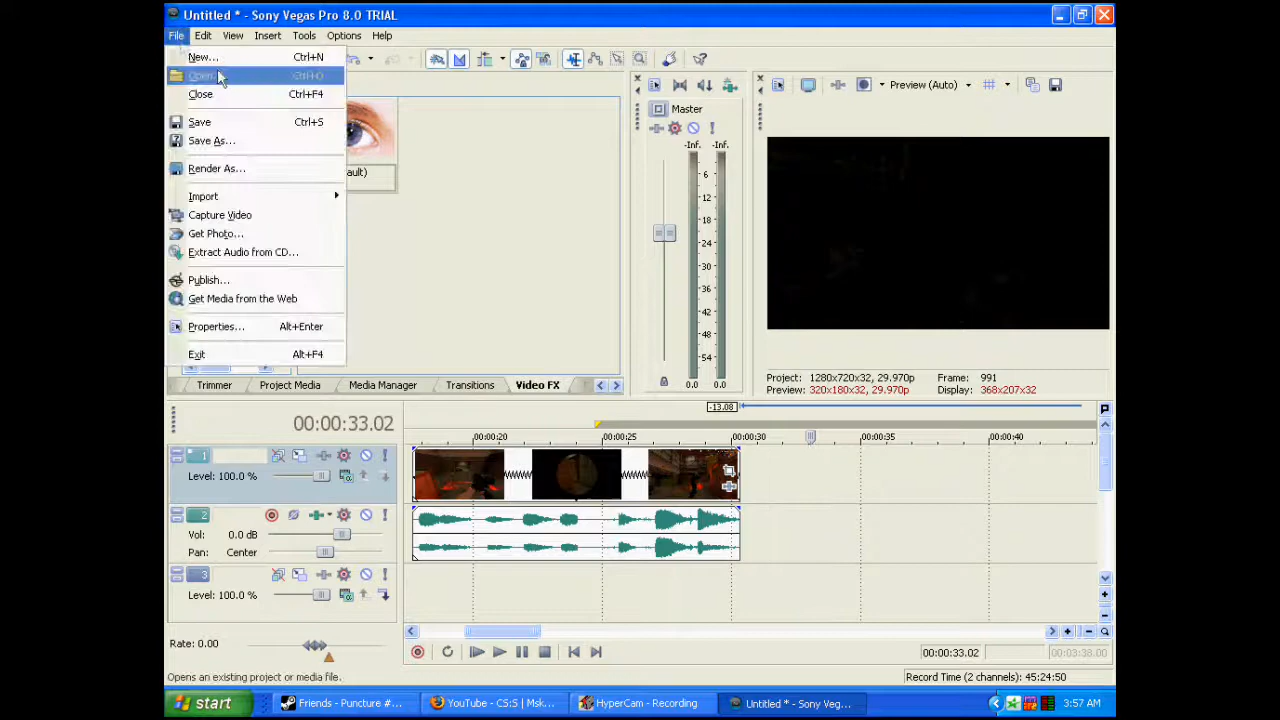 Untitled * - Sony Vegas Pro 8.0 TRIAL
File Edit View Insert Tools Options Help
New... Ctrl+N
Open... Ctrl+O
Close Ctrl+F4
Save Ctrl+S
Save As...
Render As...
Import
Capture Video
Get Photo...
Extract Audio from CD...
Publish...
Get Media from the Web
Properties... Alt+Enter
Exit Alt+F4
ault)
Master
-Inf. -Inf.
6
12
18
24
30
36
42
48
54
0.0 0.0
Preview (Auto)
Project: 1280x720x32, 29.970p Frame: 991
Preview: 320x180x32, 29.970p Display: 368x207x32
Trimmer Project Media Media Manager Transitions Video FX
-13.08
00:00:33.02
00:00:20 00:00:25 00:00:30 00:00:35 00:00:40
1
Level: 100.0 %
2
Vol: 0.0 dB
Pan: Center
3
Level: 100.0 %
Rate: 0.00
00:00:33.02 00:03:38.00
Opens an existing project or media file.
Record Time (2 channels): 45:24:50
start Friends - Puncture #... YouTube - CS:S | Msk... HyperCam - Recording Untitled * - Sony Veg... 3:57 AM